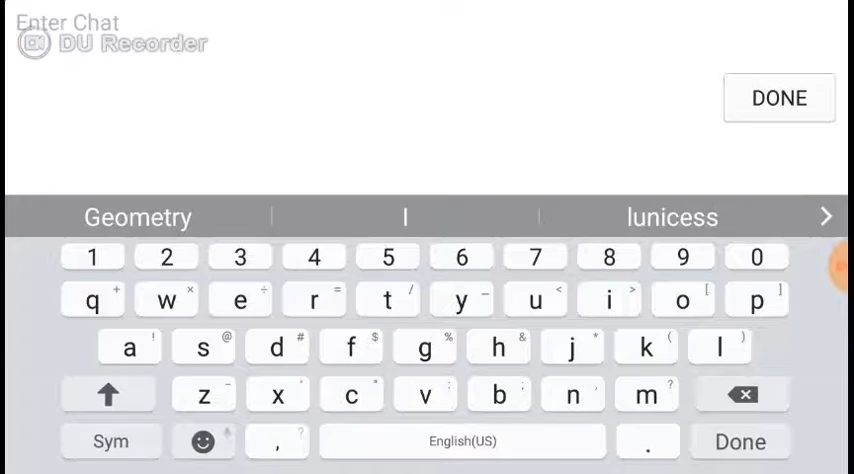 Enter Chat
DU Recorder
DONE
Geometry I lunicess >
1 2 3 4 5 6 7 8 9 0
q + w × e ÷ r = t / y _ u < i > o [ p ]
a ! s @ d # f $ g % h & j * k ( l )
z - x ' c " v : b ; n , m ?
Sym , ? English(US) . Done